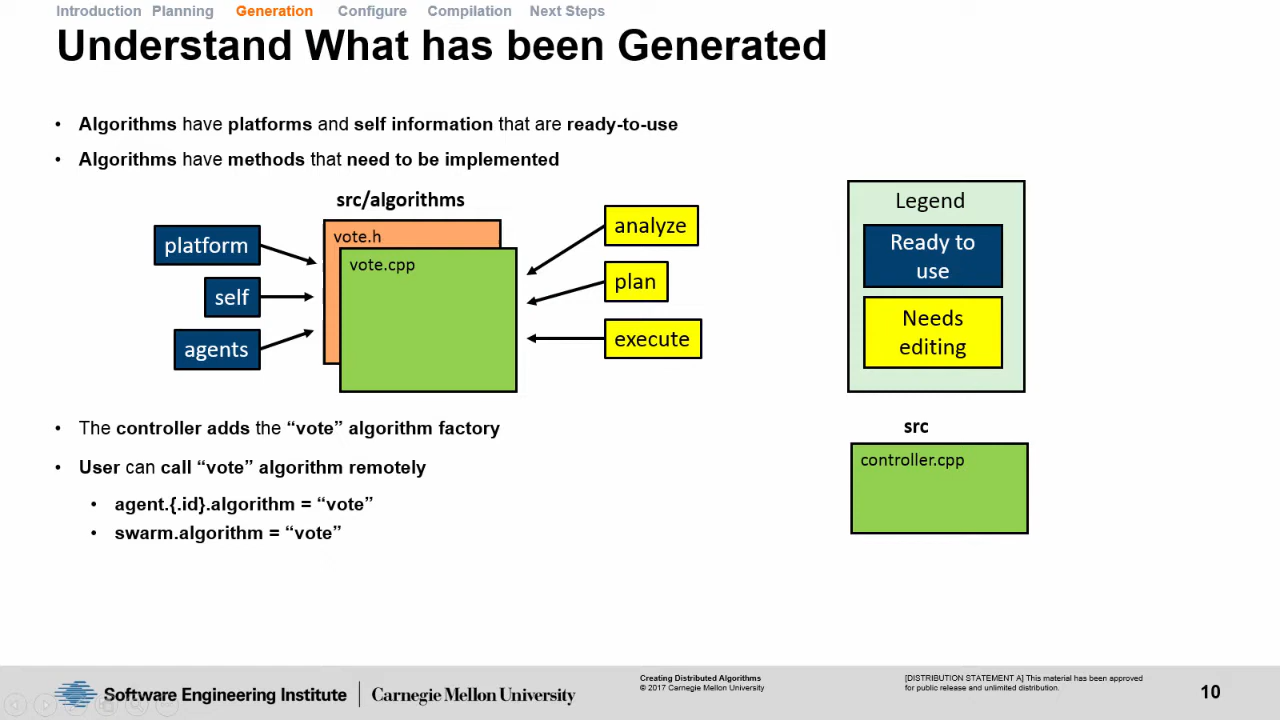 Introduction Planning Generation Configure Compilation Next Steps
Understand What has been Generated
• Algorithms have platforms and self information that are ready-to-use
• Algorithms have methods that need to be implemented
src/algorithms
platform
self
agents
vote.h
vote.cpp
analyze
plan
execute
Legend
Ready to
use
Needs
editing
• The controller adds the “vote” algorithm factory
• User can call “vote” algorithm remotely
• agent.{.id}.algorithm = “vote”
• swarm.algorithm = “vote”
src
controller.cpp
Software Engineering Institute | Carnegie Mellon University
Creating Distributed Algorithms
© 2017 Carnegie Mellon University
[DISTRIBUTION STATEMENT A] This material has been approved
for public release and unlimited distribution.
10